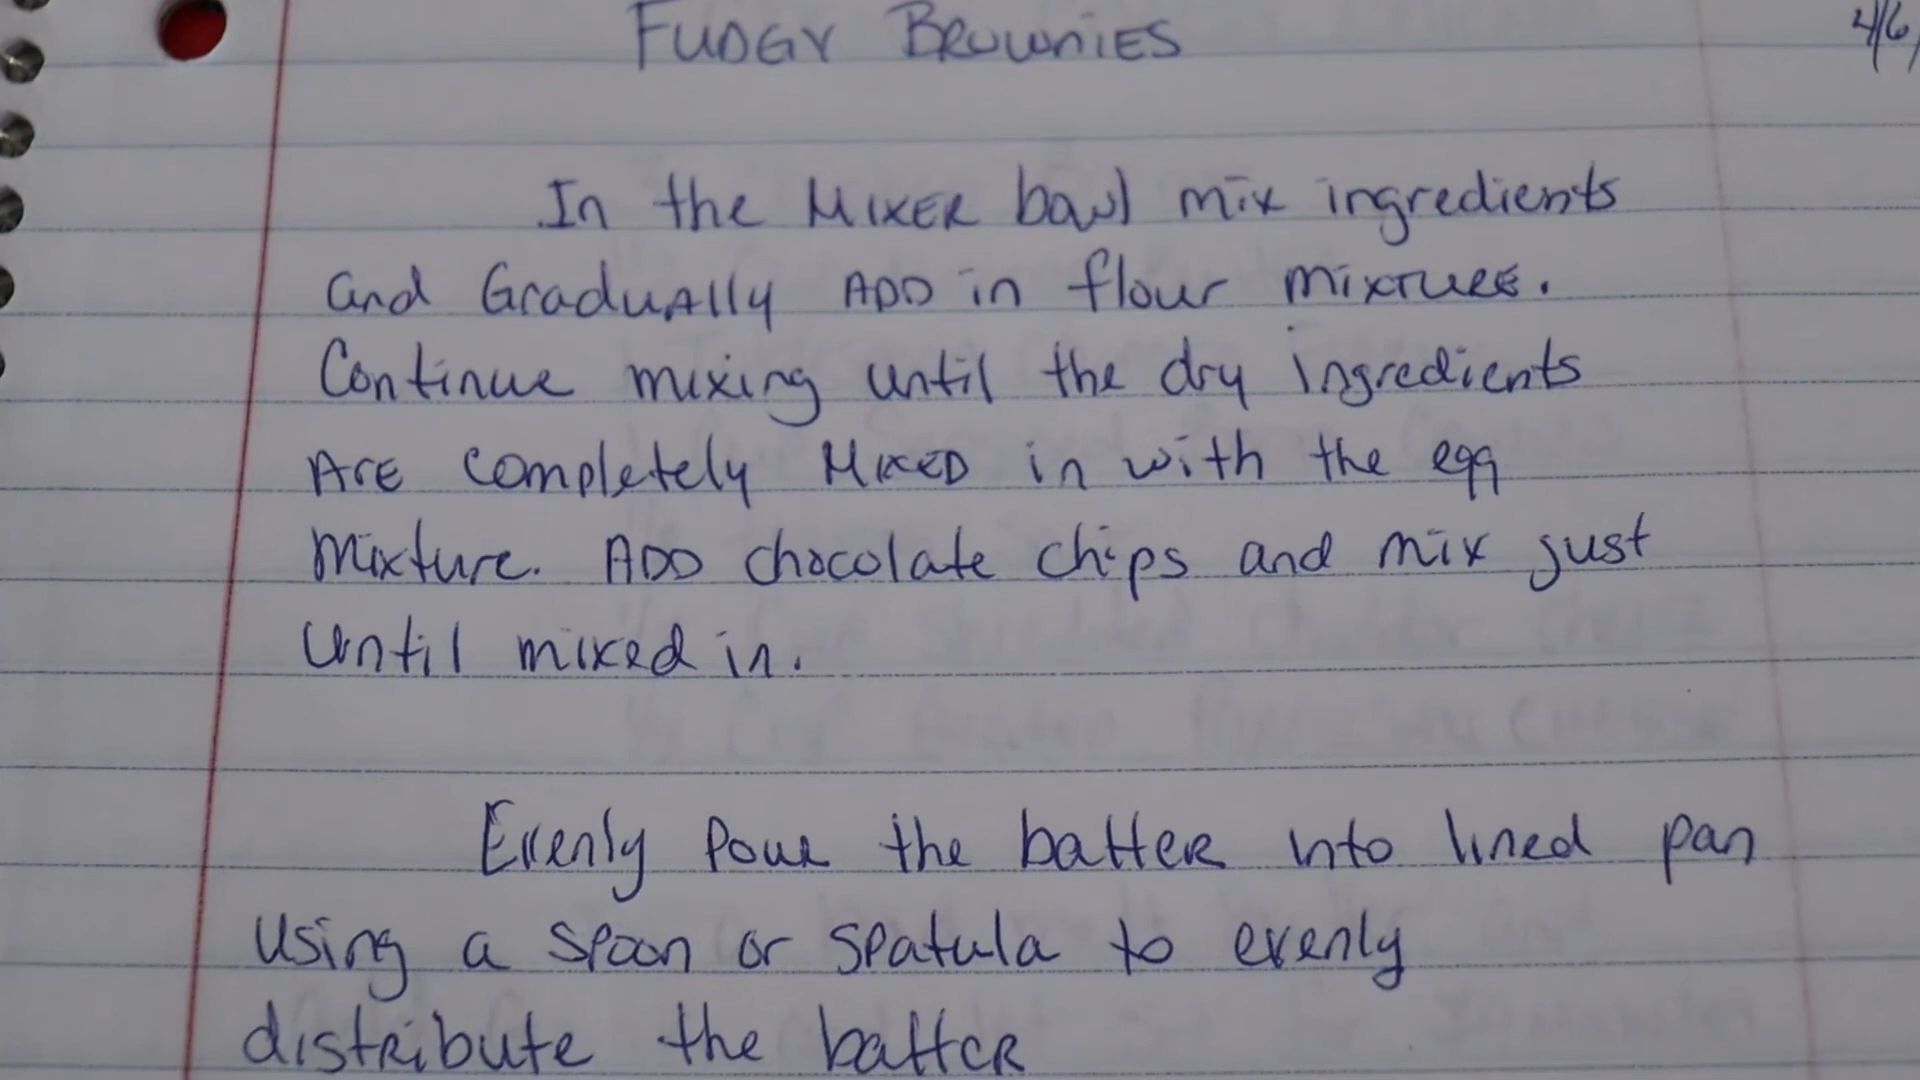 FUDGY BROWNIES
4/6/
In the MIXER bowl mix ingredients
and GraduAlly ADD in flour mixTURE.
Continue mixing until the dry ingredients
ArE completely MIXED in with the egg
mixture. ADD chocolate chips and mix just
until mixed in.
Evenly pouR the battER into lined pan
using a spoon or spatula to evenly
distRibute the battER